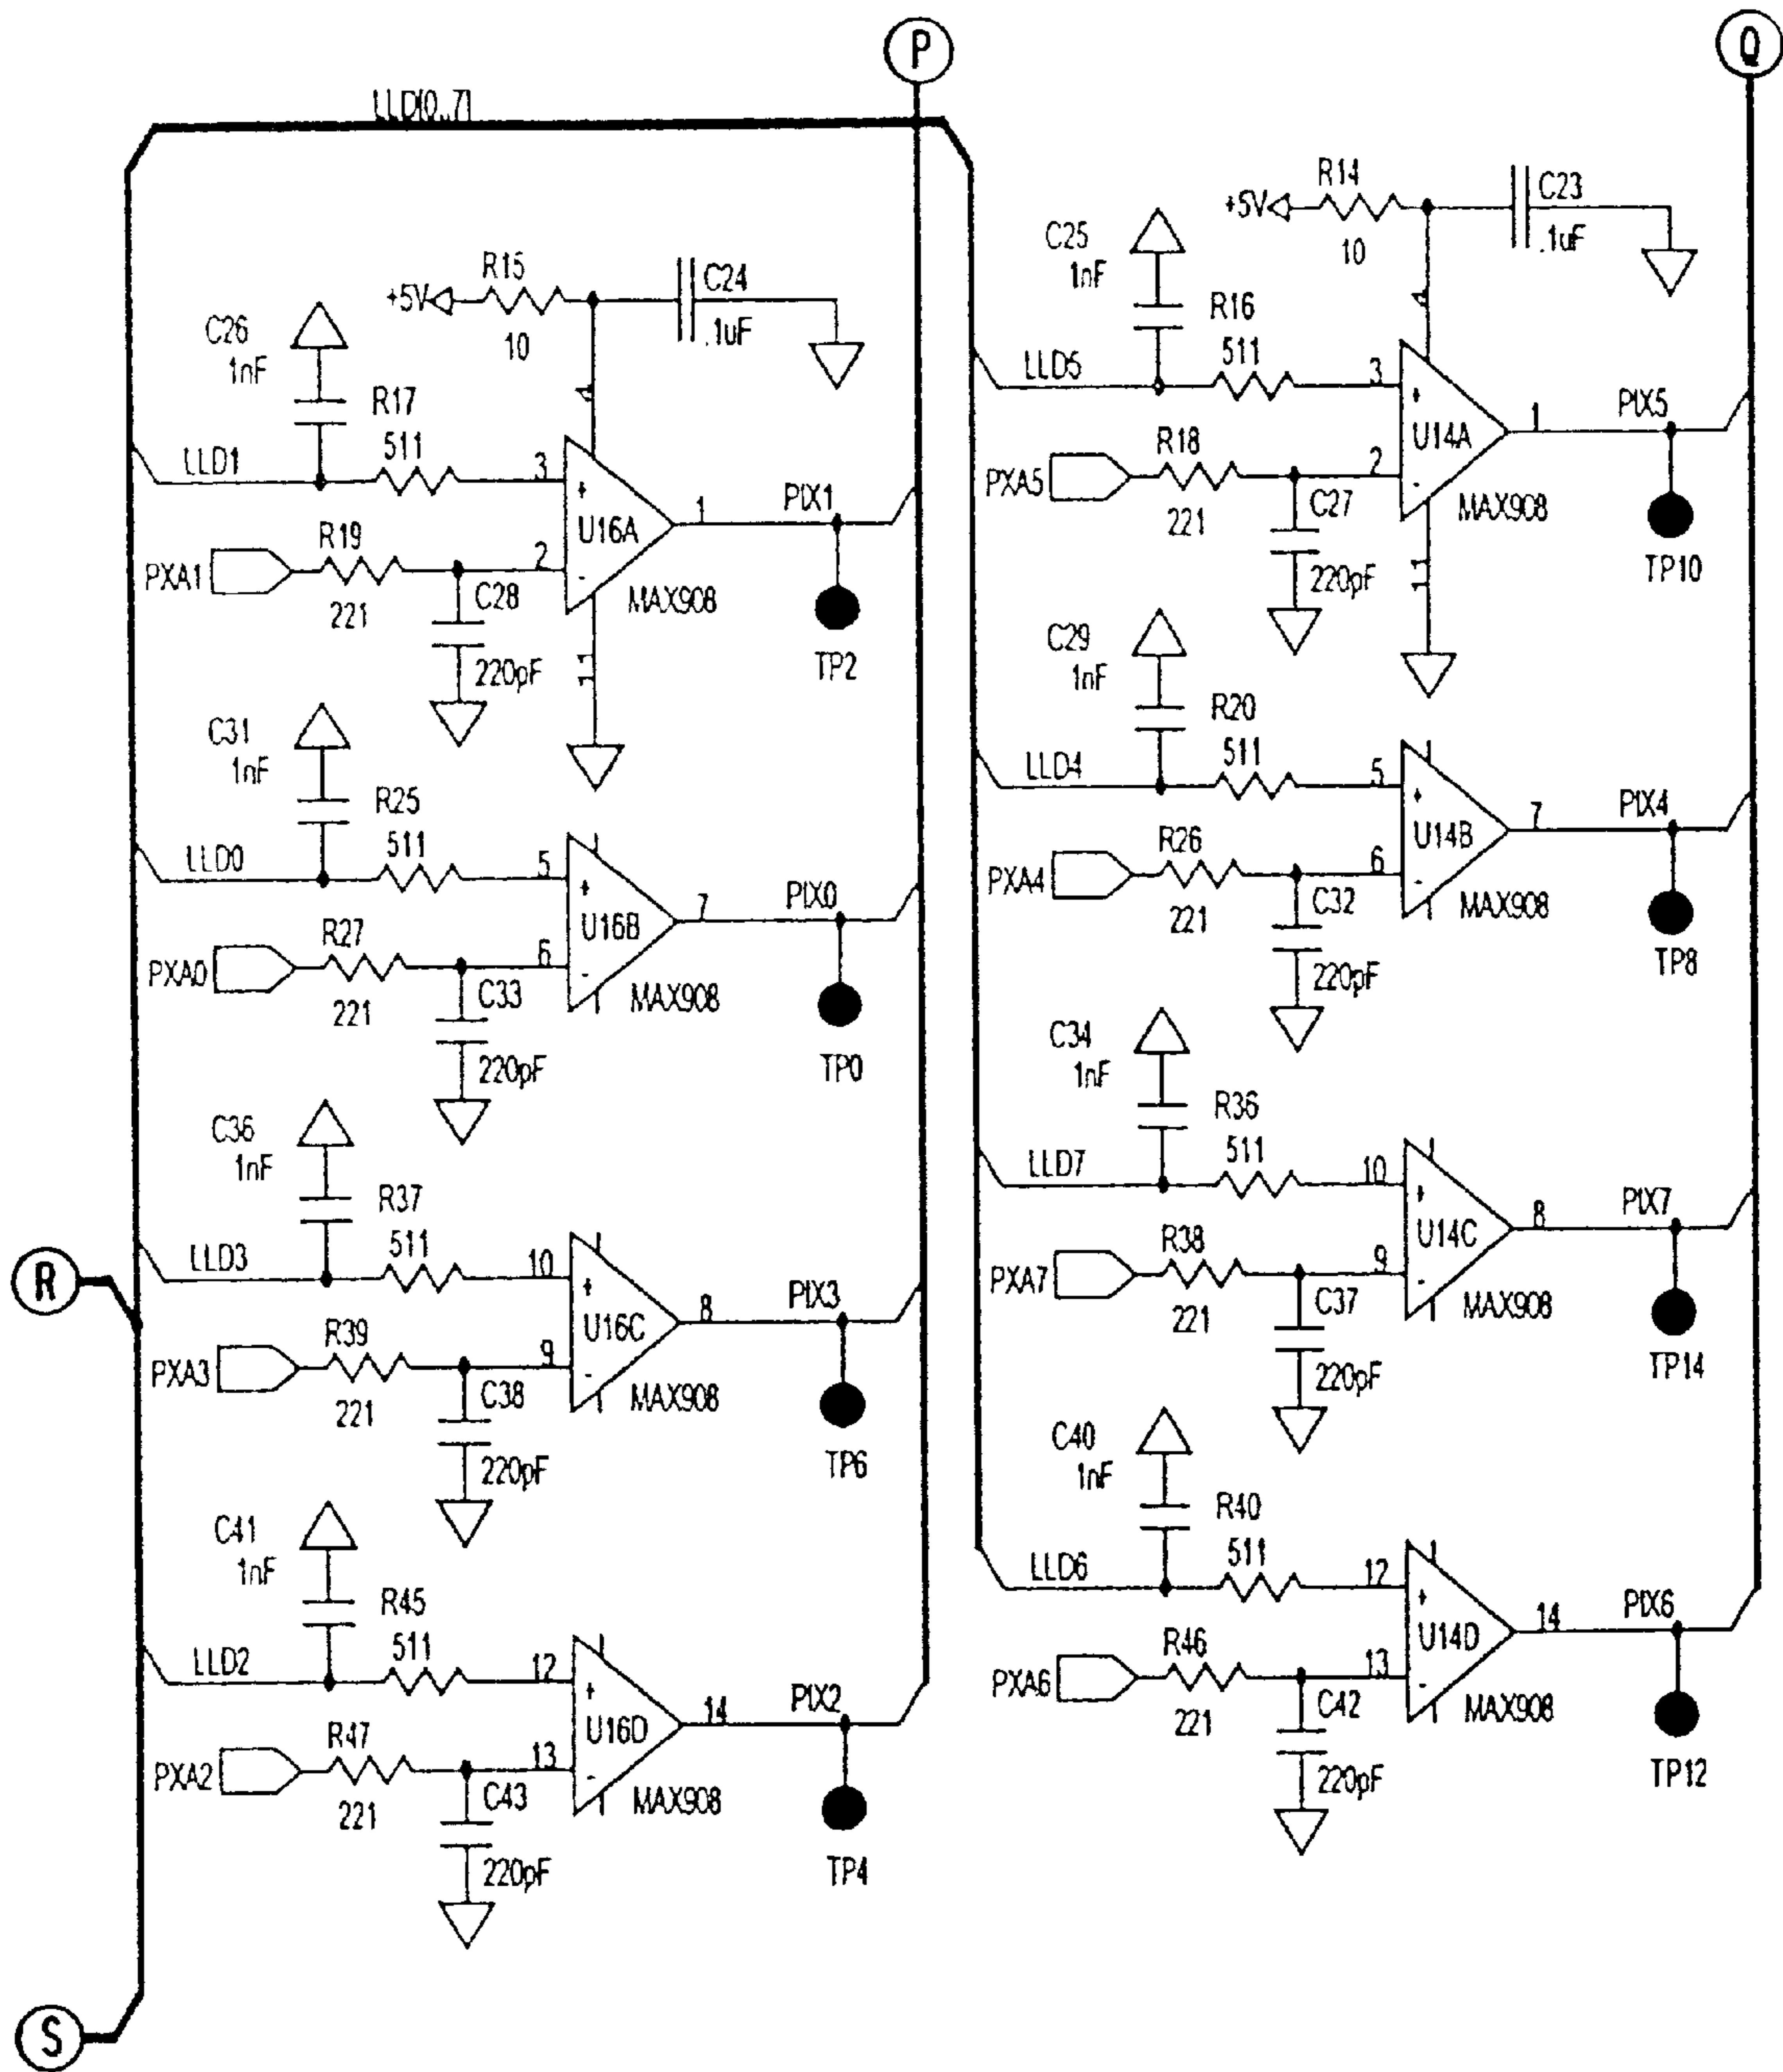 P
Q
LLD[0..7]
+5V
R15
10
C24
.1uF
C26
1nF
R17
511
LLD1
3
+
4
U16A
1
PIX1
PXA1
R19
221
2
-
C28
220pF
11
MAX908
TP2
C31
1nF
R25
511
LLD0
5
+
U16B
7
PIX0
PXA0
R27
221
6
-
C33
220pF
MAX908
TP0
C36
1nF
R37
511
LLD3
10
+
U16C
8
PIX3
R
PXA3
R39
221
9
-
C38
220pF
MAX908
TP6
C41
1nF
R45
511
LLD2
12
+
U16D
14
PIX2
PXA2
R47
221
13
-
C43
220pF
MAX908
TP4
S
+5V
R14
10
C23
.1uF
C25
1nF
R16
511
LLD5
3
+
4
U14A
1
PIX5
PXA5
R18
221
2
-
C27
220pF
11
MAX908
TP10
C29
1nF
R20
511
LLD4
5
+
U14B
7
PIX4
PXA4
R26
221
6
-
C32
220pF
MAX908
TP8
C34
1nF
R36
511
LLD7
10
+
U14C
8
PIX7
PXA7
R38
221
9
-
C37
220pF
MAX908
TP14
C40
1nF
R40
511
LLD6
12
+
U14D
14
PIX6
PXA6
R46
221
13
-
C42
220pF
MAX908
TP12